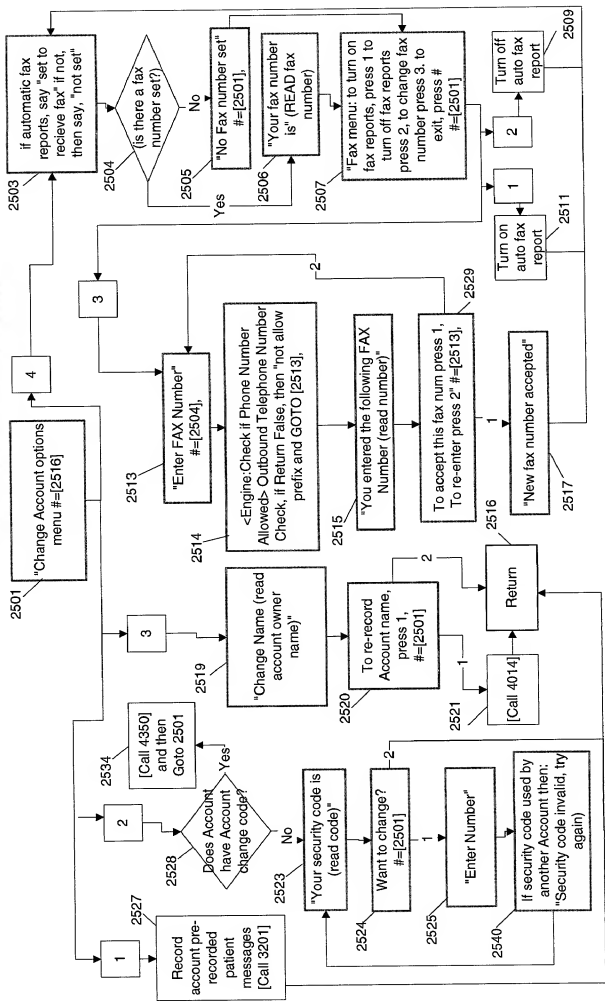 2501
"Change Account options
menu #=[2516]
1
2527
Record
account pre-
recorded
patient
messages
[Call 3201]
2
2528
Does Account
have Account
change code?
Yes
No
2534
[Call 4350]
and then
Goto 2501
2523
"Your security code is
(read code)"
2524
Want to change?
#=[2501]
1
2
2525
"Enter Number"
2540
If security code used by
another Account then:
"Security code invalid, try
again)
3
2519
"Change Name (read
account owner
name)"
2520
To re-record
Account name,
press 1,
#=[2501]
1
2
2521
[Call 4014]
2516
Return
4
2503
if automatic fax
reports, say "set to
recieve fax" if not,
then say, "not set"
2504
(is there a fax
number set?)
No
Yes
2505
"No Fax number set"
#=[2501],
2506
"Your fax number
is" (READ fax
number)
2507
"Fax menu: to turn on
fax reports, press 1 to
turn off fax reports
press 2, to change fax
number press 3. to
exit, press #
#=[2501]
1
2
Turn on
auto fax
report
2511
Turn off
auto fax
report
2509
3
2513
"Enter FAX Number"
#=[2504],
2514
<Engine:Check if Phone Number
Allowed> Outbound Telephone Number
Check, if Return False, then "not allow
prefix and GOTO [2513]
2515
"You entered the following FAX
Number (read number)"
To accept this fax num press 1,
To re-enter press 2" #=[2513],
2529
2
1
"New fax number accepted"
2517